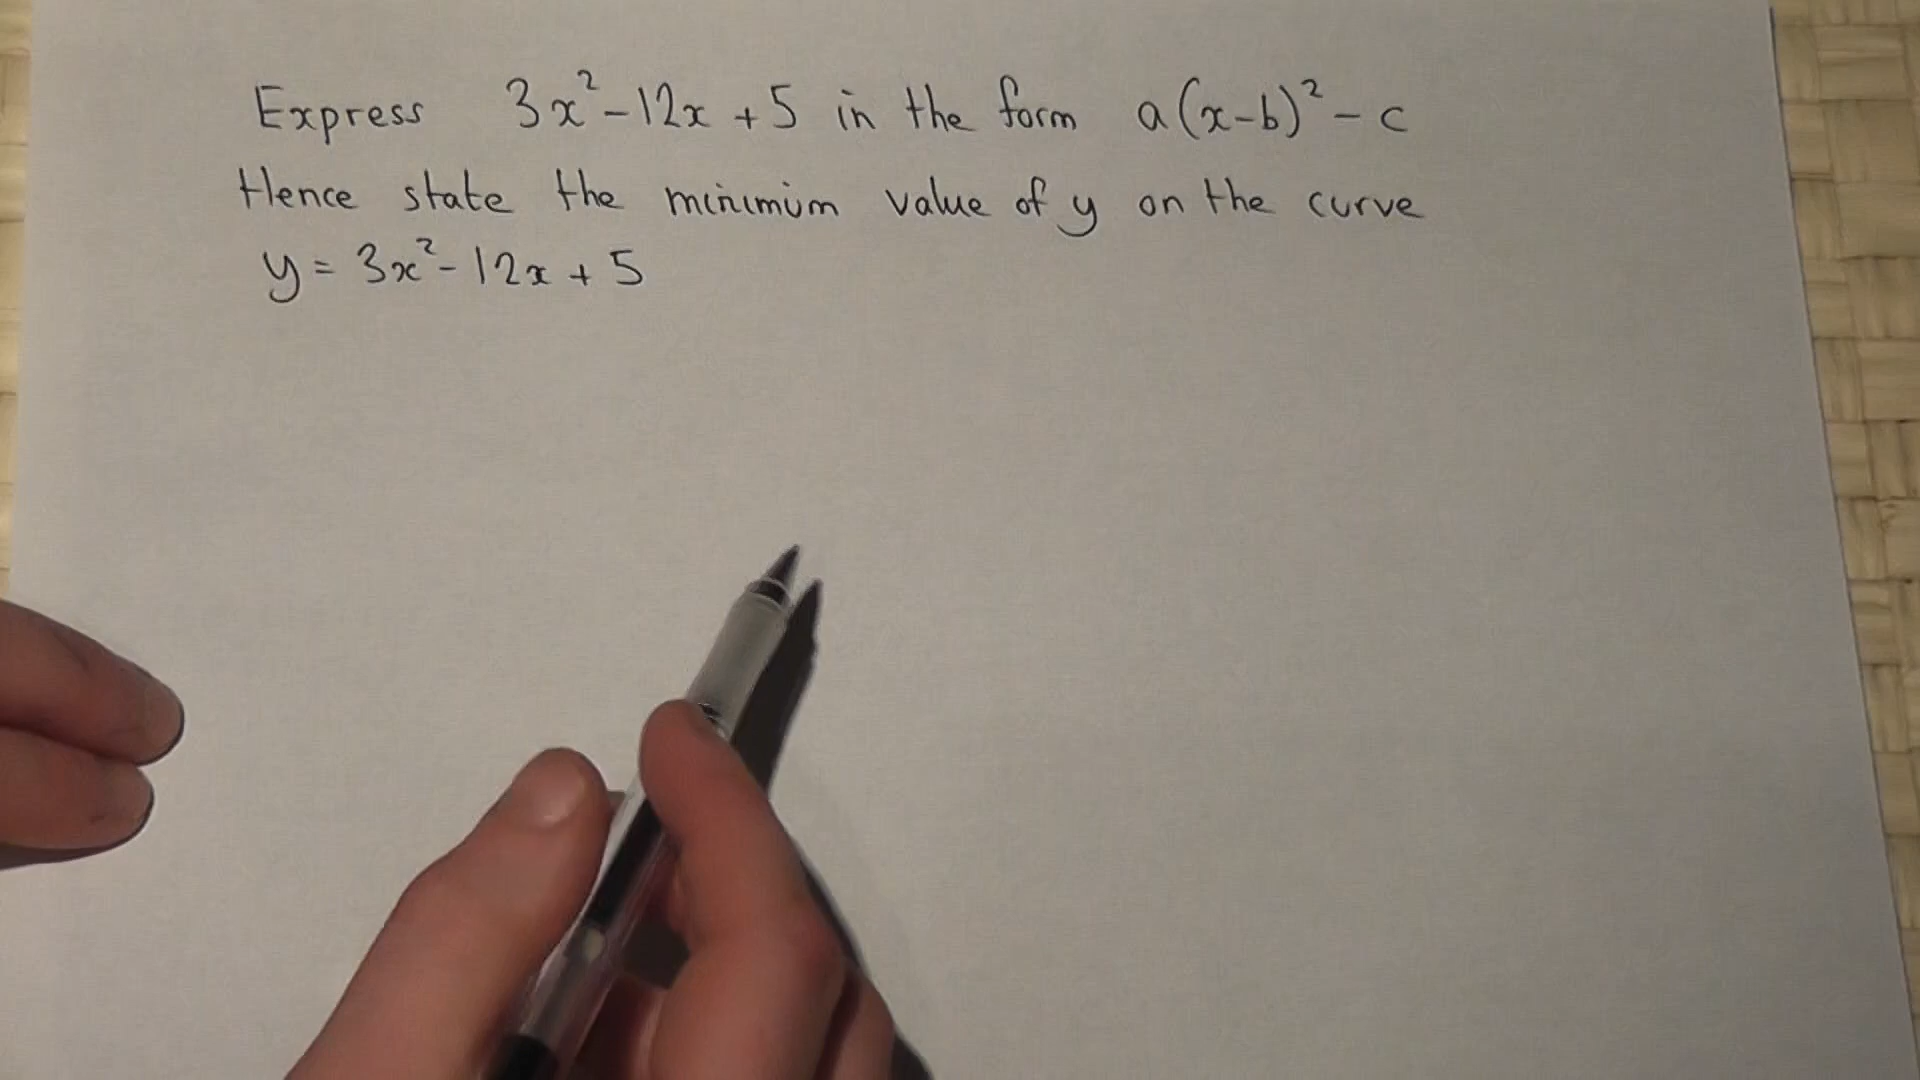 Express 3x²-12x+5 in the form a(x-b)²-c
Hence state the minimum value of y on the curve
y=3x²-12x+5